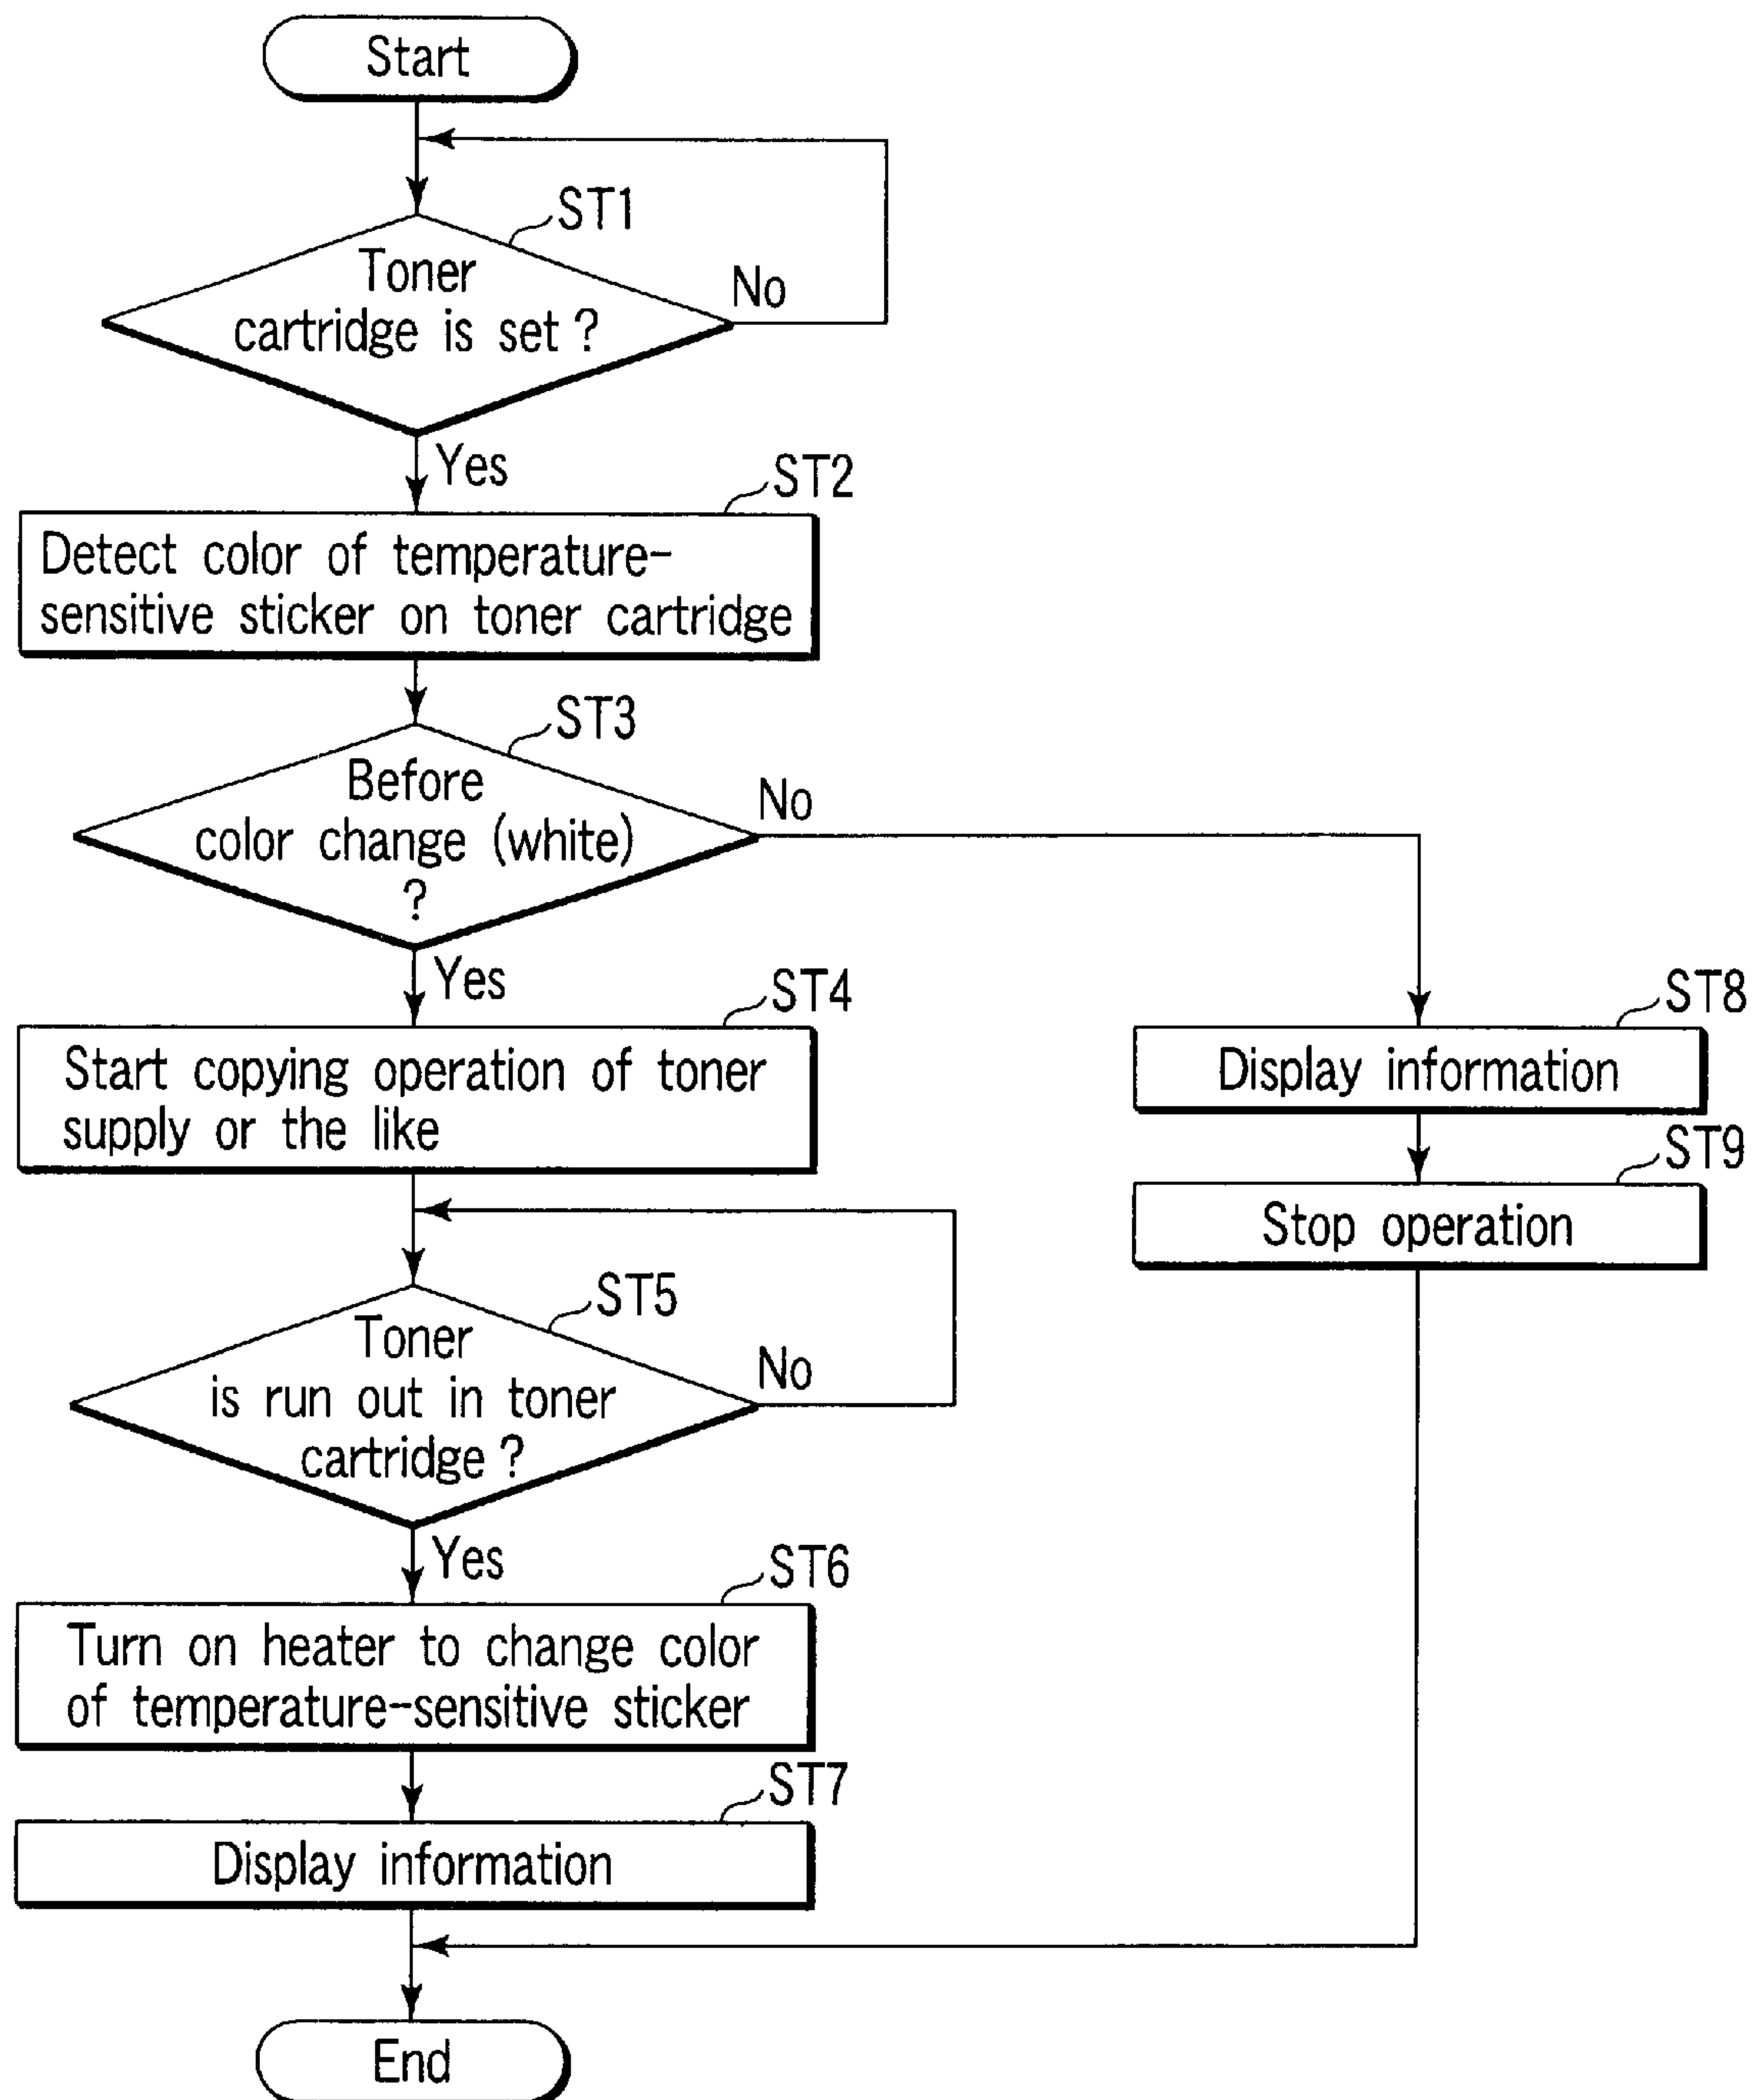 Start
ST1
Toner
cartridge is set ?
No
Yes
ST2
Detect color of temperature-
sensitive sticker on toner cartridge
ST3
Before
color change (white)
?
No
Yes
ST4
Start copying operation of toner
supply or the like
ST8
Display information
ST9
Stop operation
ST5
Toner
is run out in toner
cartridge ?
No
Yes
ST6
Turn on heater to change color
of temperature-sensitive sticker
ST7
Display information
End